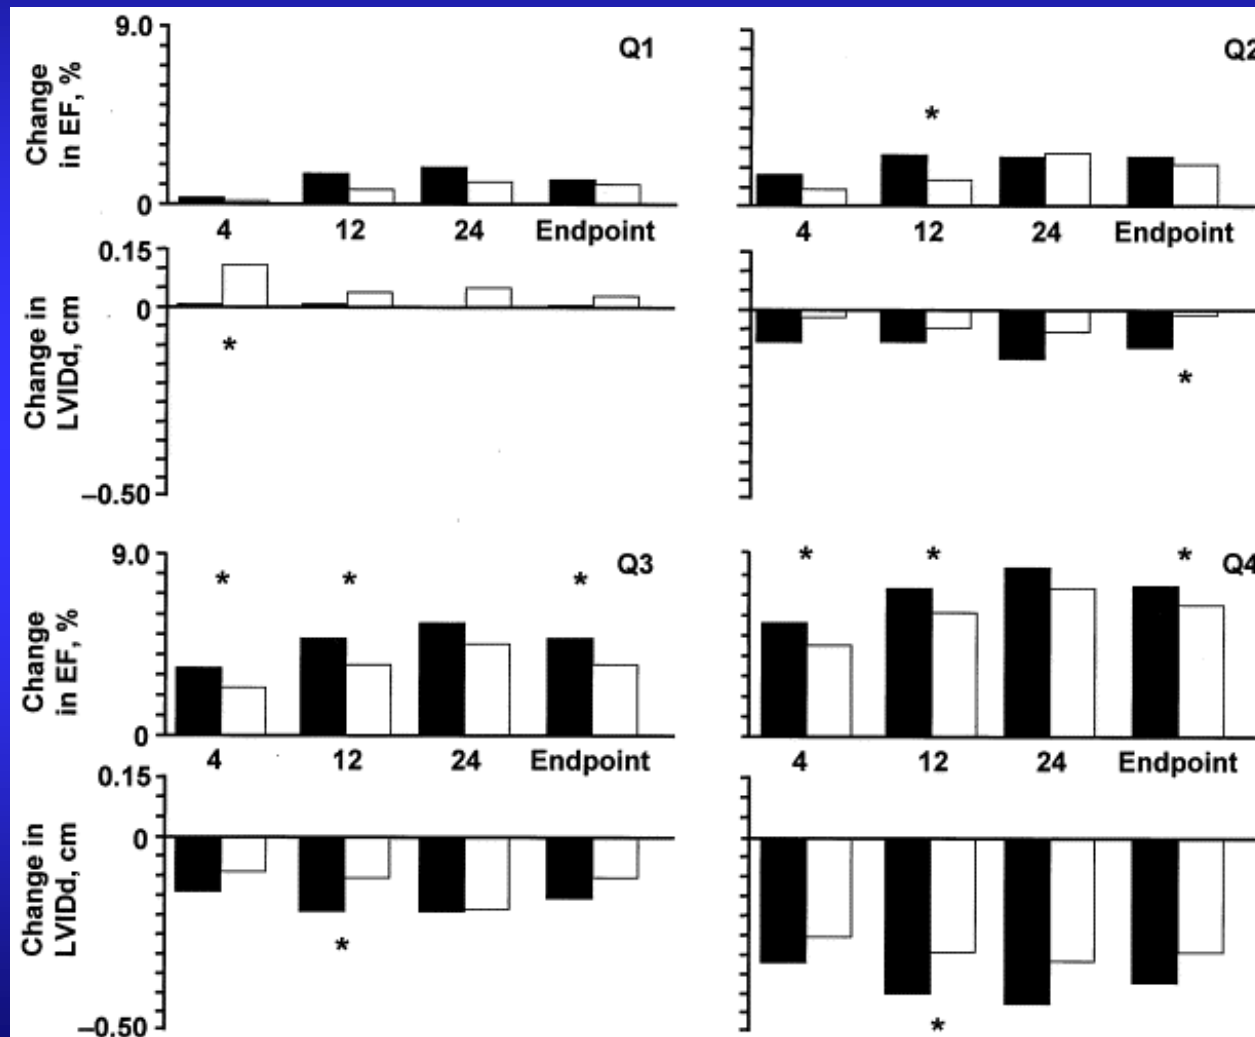 9.0
Change
in EF, %
0
Q1
4 12 24 Endpoint
0.15
0
Change in
LVIDd, cm
*
–0.50
Q2
*
4 12 24 Endpoint
*
9.0
Change
in EF, %
0
Q3
* * *
4 12 24 Endpoint
0.15
0
Change in
LVIDd, cm
*
–0.50
Q4
* * *
4 12 24 Endpoint
*